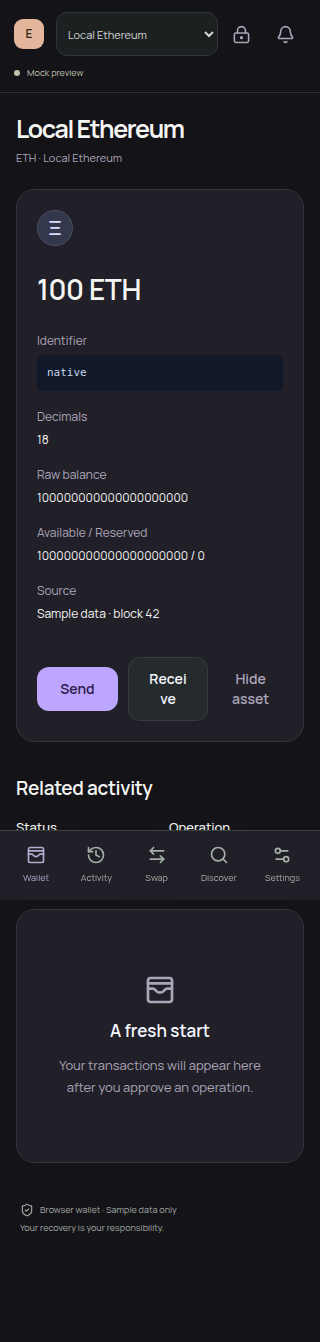 E
Local Ethereum
Mock preview
Local Ethereum
ETH · Local Ethereum
100 ETH
Identifier
native
Decimals
18
Raw balance
100000000000000000000
Available / Reserved
100000000000000000000 / 0
Source
Sample data · block 42
Send
Recei
ve
Hide
asset
Related activity
Status
Operation
Wallet
Activity
Swap
Discover
Settings
A fresh start
Your transactions will appear here
after you approve an operation.
Browser wallet · Sample data only
Your recovery is your responsibility.